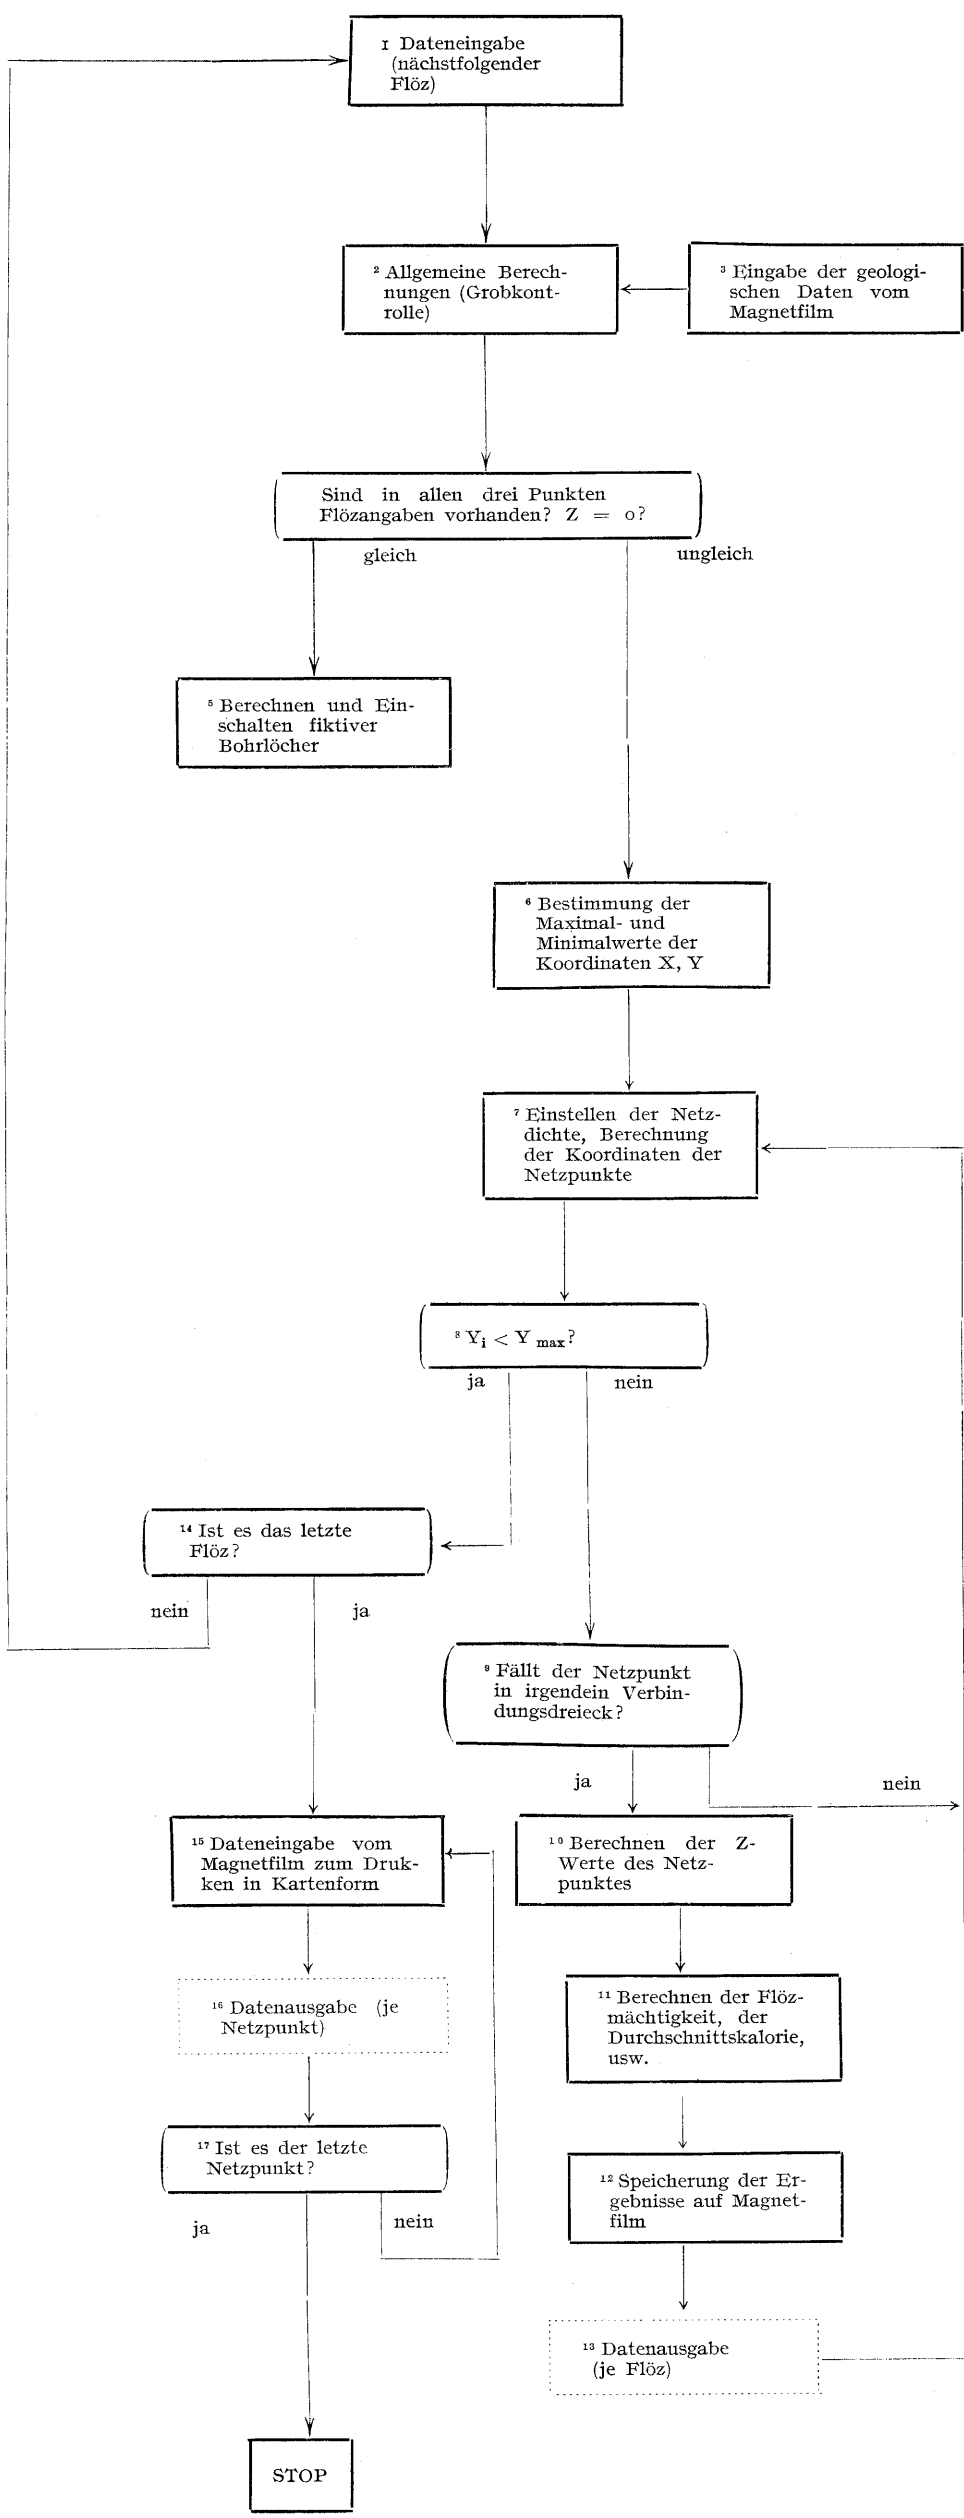 1 Dateneingabe
(nächstfolgender
Flöz)
2 Allgemeine Berech-
nungen (Grobkont-
rolle)
3 Eingabe der geologi-
schen Daten vom
Magnetfilm
Sind in allen drei Punkten
Flözangaben vorhanden? Z = o?
gleich
ungleich
5 Berechnen und Ein-
schalten fiktiver
Bohrlöcher
6 Bestimmung der
Maximal- und
Minimalwerte der
Koordinaten X, Y
7 Einstellen der Netz-
dichte, Berechnung
der Koordinaten der
Netzpunkte
8 Yi < Y max?
ja
nein
14 Ist es das letzte
Flöz?
nein
ja
9 Fällt der Netzpunkt
in irgendein Verbin-
dungsdreieck?
ja
nein
15 Dateneingabe vom
Magnetfilm zum Druk-
ken in Kartenform
10 Berechnen der Z-
Werte des Netz-
punktes
16 Datenausgabe (je
Netzpunkt)
11 Berechnen der Flöz-
mächtigkeit, der
Durchschnittskalorie,
usw.
17 Ist es der letzte
Netzpunkt?
ja
nein
12 Speicherung der Er-
gebnisse auf Magnet-
film
13 Datenausgabe
(je Flöz)
STOP